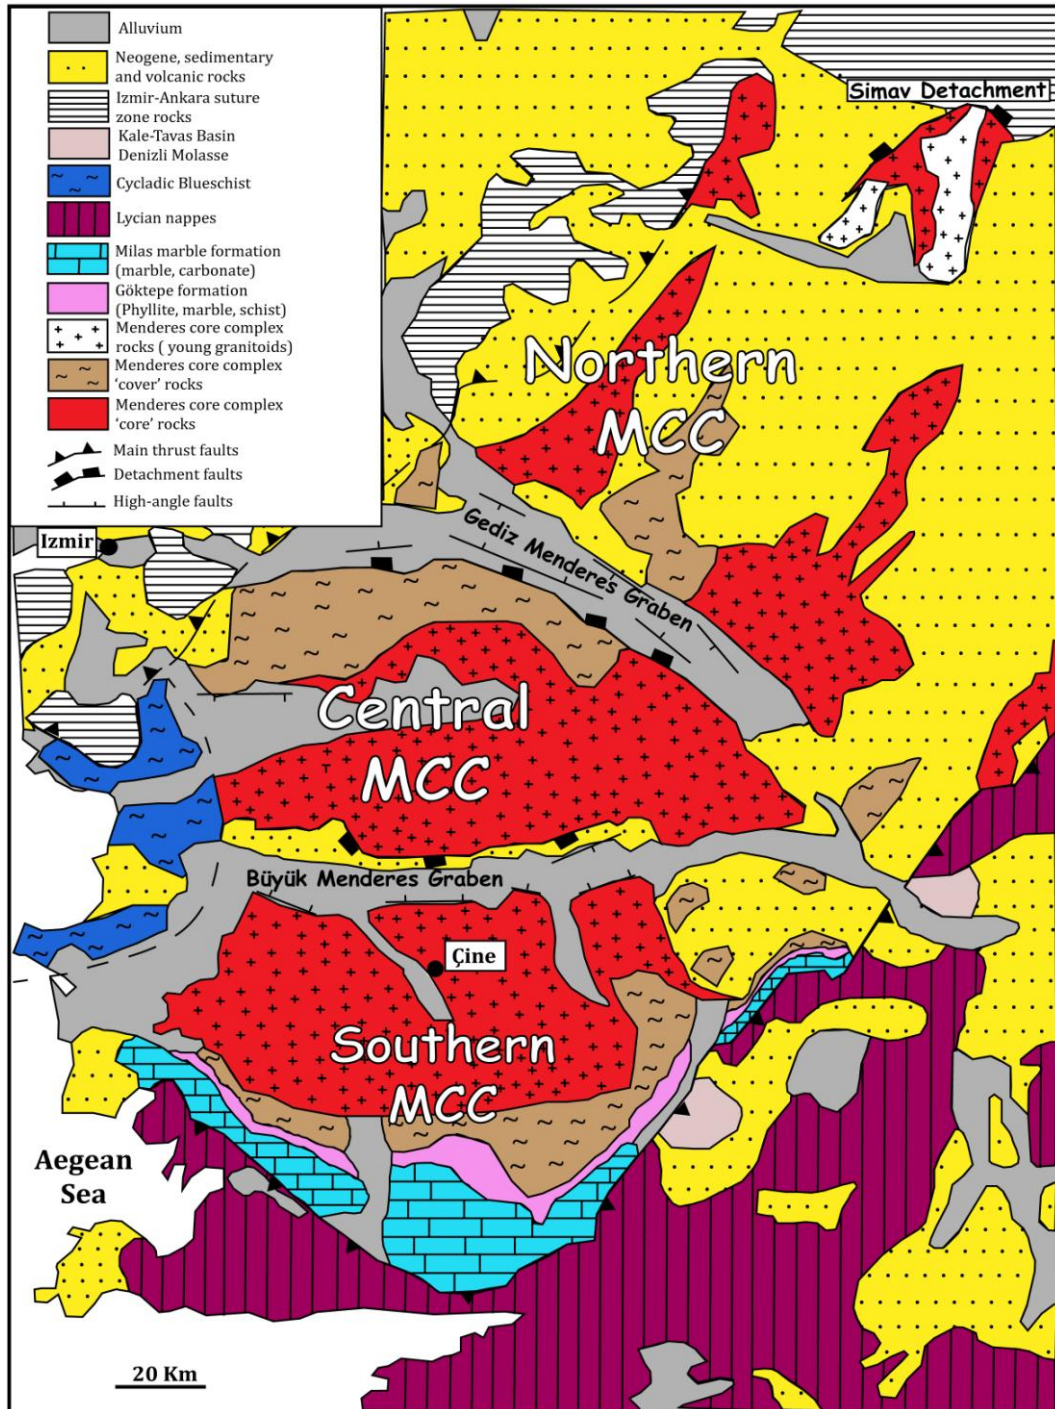 Alluvium
Neogene, sedimentary
and volcanic rocks
Izmir-Ankara suture
zone rocks
Kale-Tavas Basin
Denizli Molasse
Cycladic Blueschist
Lycian nappes
Milas marble formation
(marble, carbonate)
Göktepe formation
(Phyllite, marble, schist)
Menderes core complex
rocks ( young granitoids)
Menderes core complex
‘cover’ rocks
Menderes core complex
‘core’ rocks
Main thrust faults
Detachment faults
High-angle faults
Simav Detachment
Northern
MCC
Izmir
Gediz Menderes Graben
Central
MCC
Büyük Menderes Graben
Çine
Southern
MCC
Aegean
Sea
20 Km